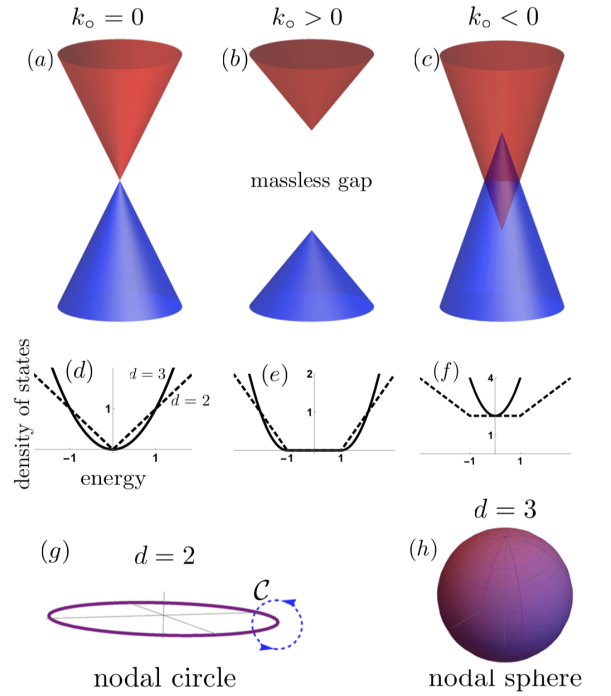 k∘ = 0
k∘ > 0
k∘ < 0
(a)
(b)
(c)
massless gap
density of states
(d)
d = 3
d = 2
1
−1
1
energy
(e)
2
1
−1
1
(f)
4
1
−1
1
(g)
d = 2
C
nodal circle
d = 3
(h)
nodal sphere